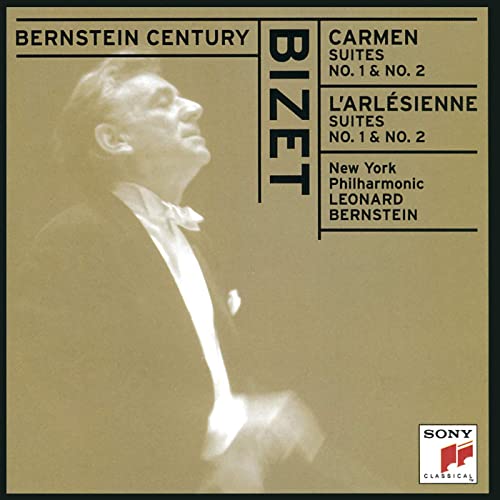 BERNSTEIN CENTURY
BIZET
CARMEN
SUITES
NO. 1 & NO. 2
L'ARLÉSIENNE
SUITES
NO. 1 & NO. 2
New York
Philharmonic
LEONARD
BERNSTEIN
SONY
CLASSICAL